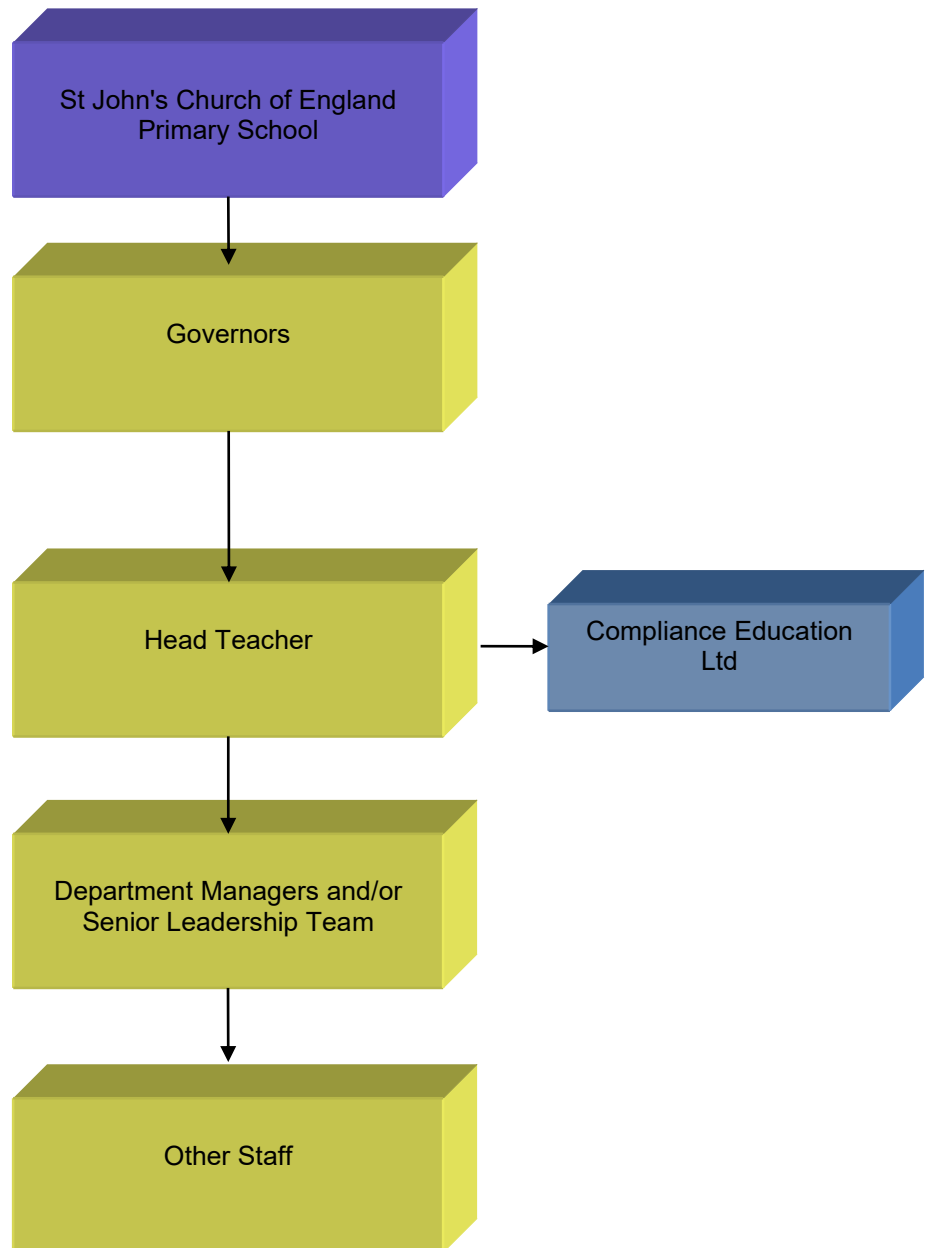 St John's Church of England
Primary School
Governors
Head Teacher
Compliance Education
Ltd
Department Managers and/or
Senior Leadership Team
Other Staff